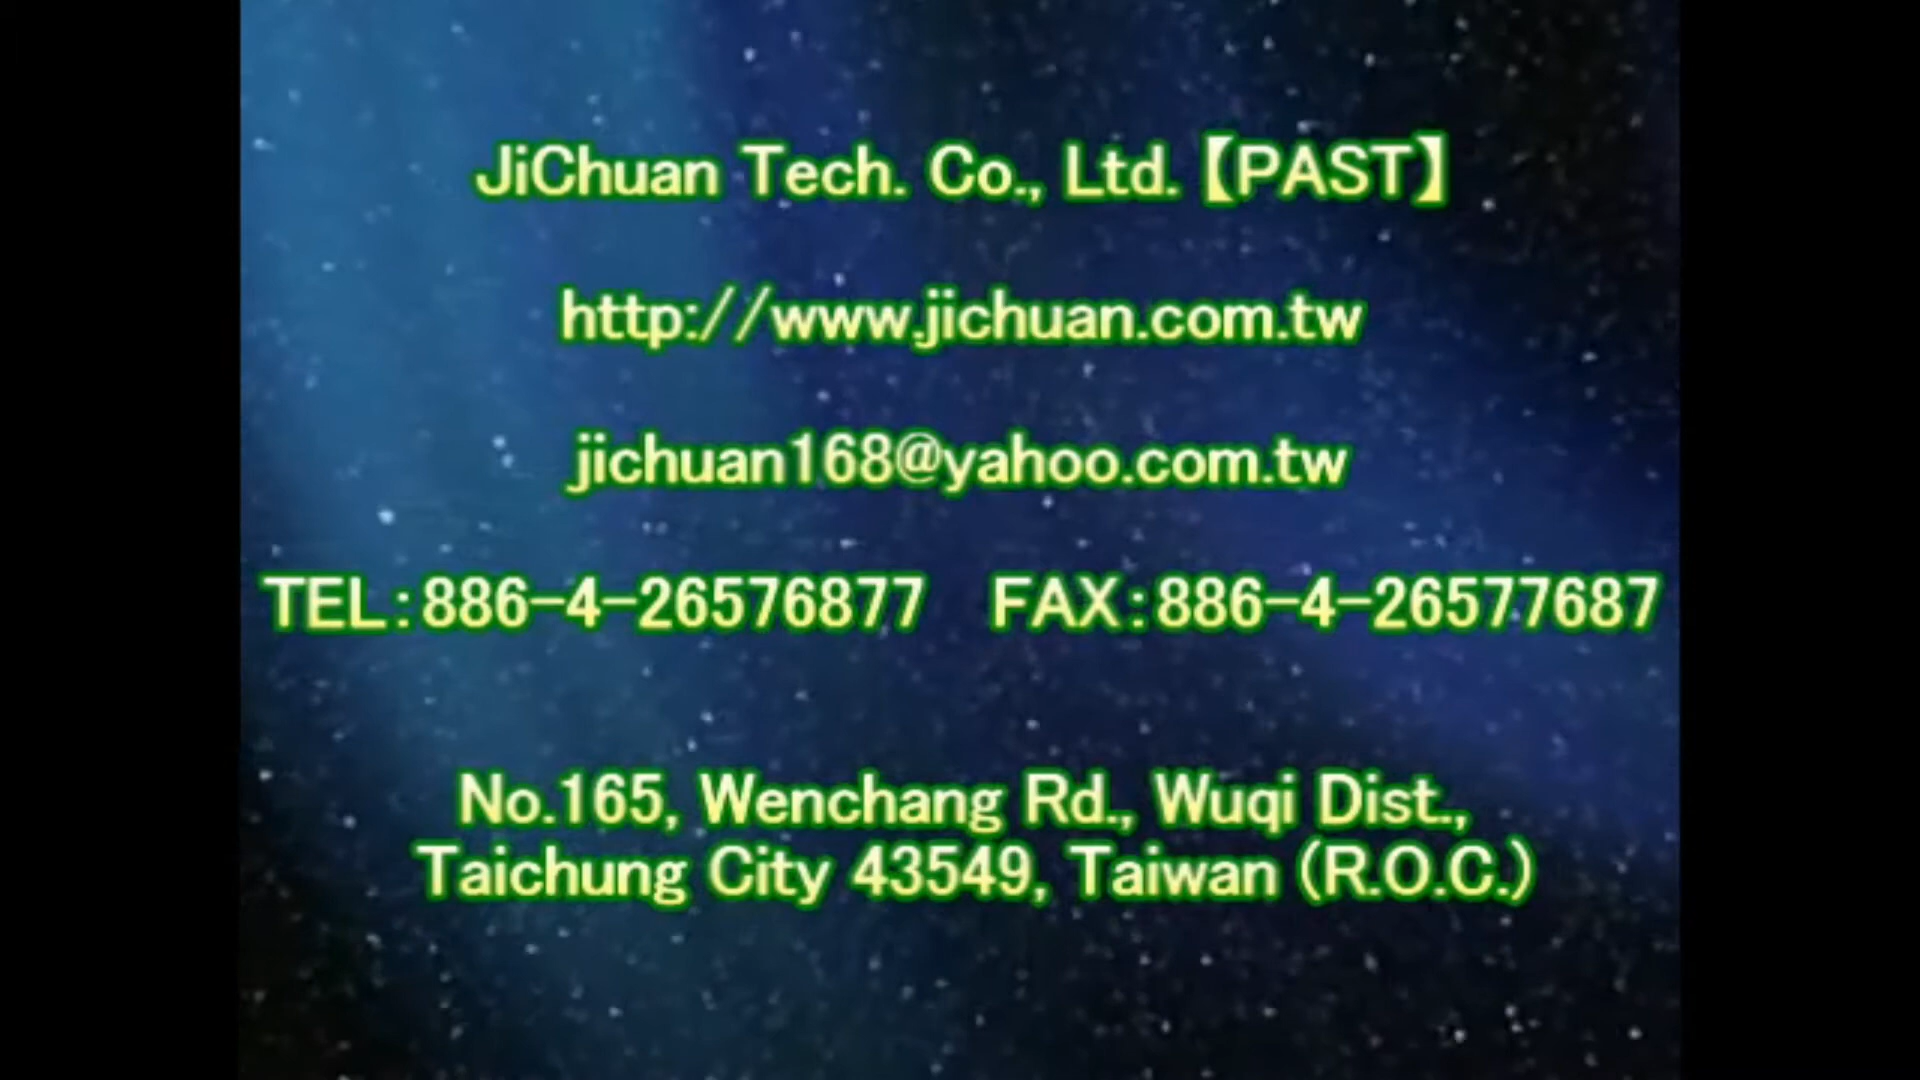 JiChuan Tech. Co., Ltd.【PAST】
http://www.jichuan.com.tw
jichuan168@yahoo.com.tw
TEL:886-4-26576877　FAX:886-4-26577687
No.165, Wenchang Rd., Wuqi Dist.,
Taichung City 43549, Taiwan (R.O.C.)